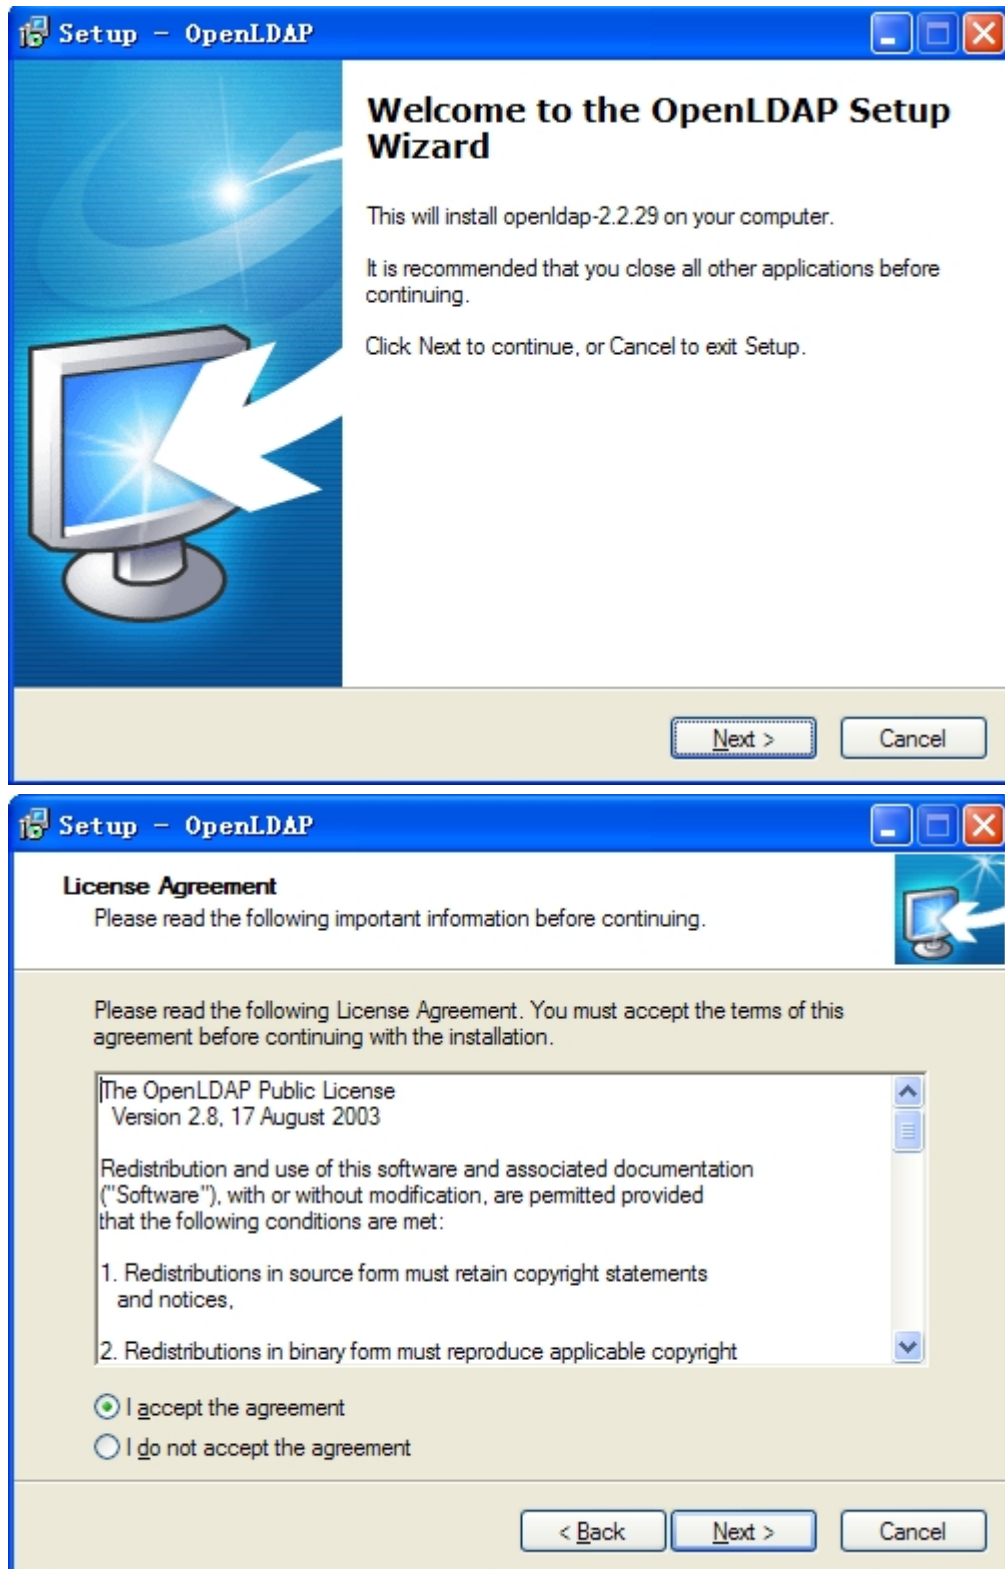 Setup - OpenLDAP
Welcome to the OpenLDAP Setup
Wizard
This will install openldap-2.2.29 on your computer.
It is recommended that you close all other applications before
continuing.
Click Next to continue, or Cancel to exit Setup.
Next >
Cancel
Setup - OpenLDAP
License Agreement
Please read the following important information before continuing.
Please read the following License Agreement. You must accept the terms of this
agreement before continuing with the installation.
The OpenLDAP Public License
Version 2.8, 17 August 2003
Redistribution and use of this software and associated documentation
("Software"), with or without modification, are permitted provided
that the following conditions are met:
1. Redistributions in source form must retain copyright statements
and notices,
2. Redistributions in binary form must reproduce applicable copyright
I accept the agreement
I do not accept the agreement
< Back
Next >
Cancel